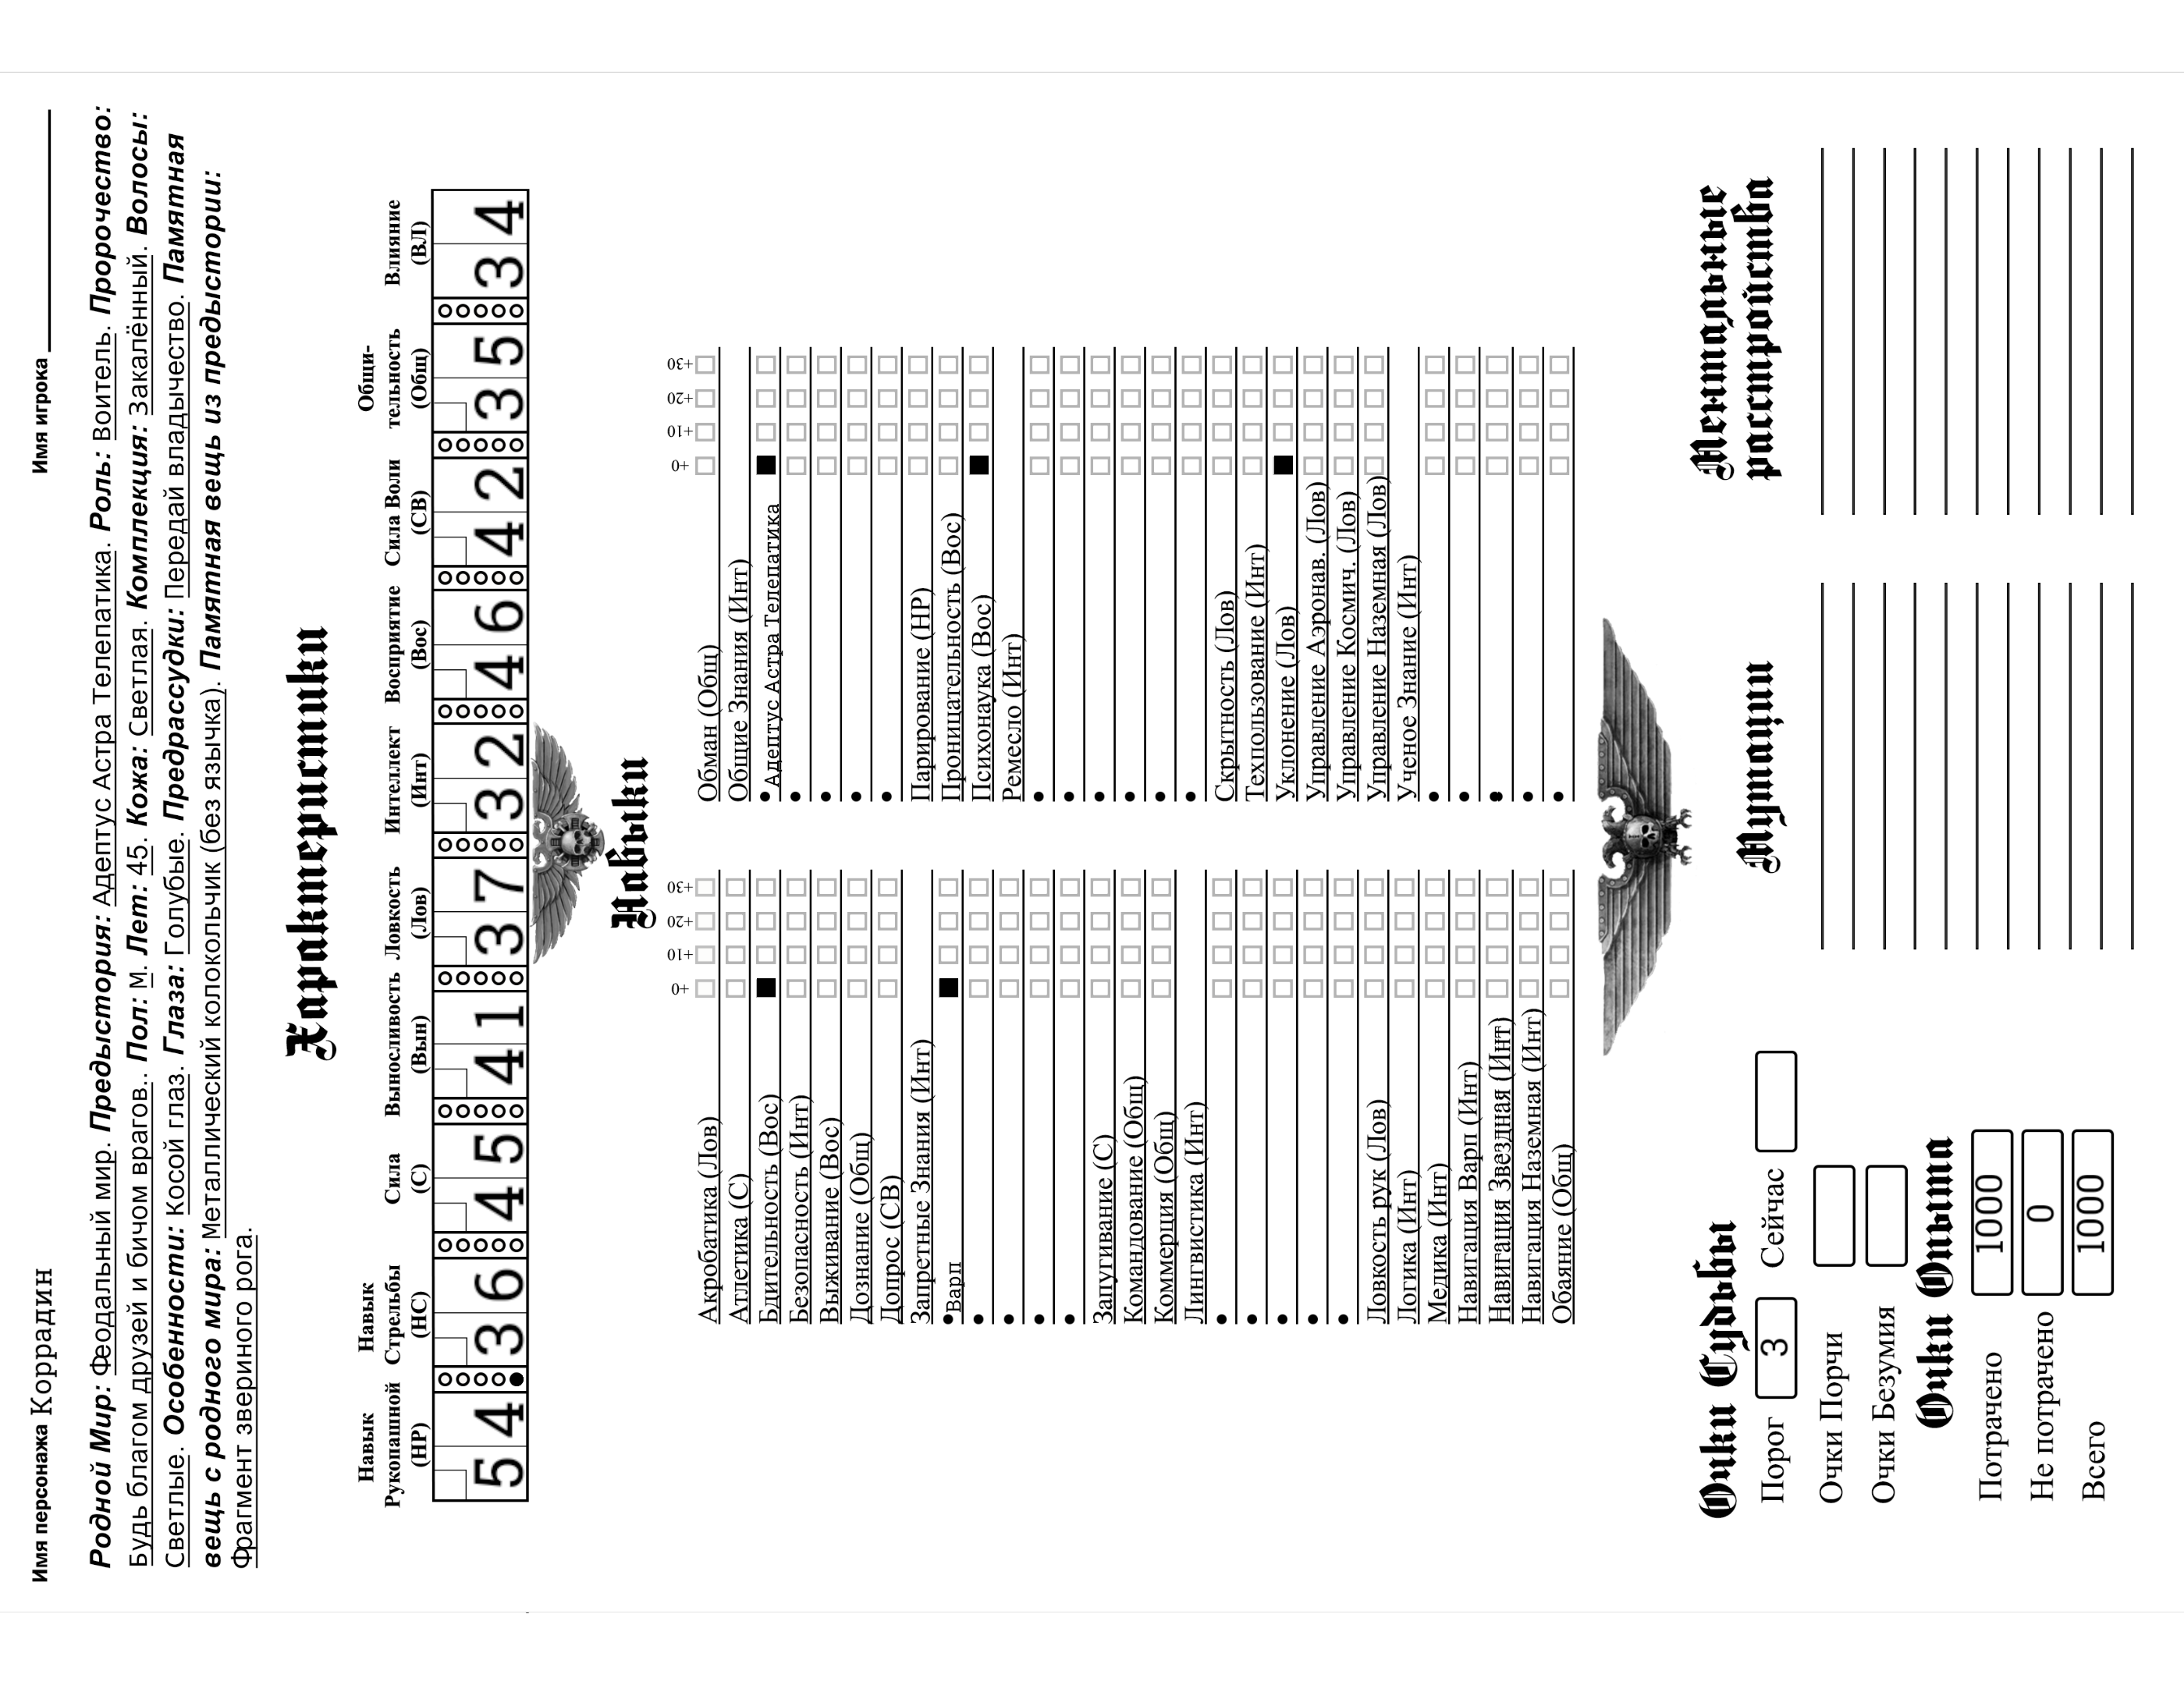 Имя персонажа Коррадин
Имя игрока
Родной Мир: Феодальный мир. Предыстория: Адептус Астра Телепатика. Роль: Воитель. Пророчество:
Будь благом друзей и бичом врагов.. Пол: м. Лет: 45. Кожа: Светлая. Комплекция: Закалённый. Волосы:
Светлые. Особенности: Косой глаз. Глаза: Голубые. Предрассудки: Передай владычество. Памятная
вещь с родного мира: Металлический колокольчик (без язычка). Памятная вещь из предыстории:
Фрагмент звериного рога.
Характеристики
Навык Рукопашной (НР)
54
Навык Стрельбы (НС)
36
Сила (С)
45
Выносливость (Вын)
41
Ловкость (Лов)
37
Интеллект (Инт)
32
Восприятие (Вос)
46
Сила Воли (СВ)
42
Общи-
тельность
(Общ)
35
Влияние (ВЛ)
34
Навыки
+0 +10 +20 +30
Акробатика (Лов)
Атлетика (С)
Бдительность (Вос)
Безопасность (Инт)
Выживание (Вос)
Дознание (Общ)
Допрос (СВ)
Запретные Знания (Инт)
•Варп
•
•
•
•
Запугивание (С)
Командование (Общ)
Коммерция (Общ)
Лингвистика (Инт)
•
•
•
•
•
Ловкость рук (Лов)
Логика (Инт)
Медика (Инт)
Навигация Варп (Инт)
Навигация Звездная (Инт)
Навигация Наземная (Инт)
Обаяние (Общ)
+0 +10 +20 +30
Обман (Общ)
Общие Знания (Инт)
• Адептус Астра Телепатика
•
•
•
•
Парирование (НР)
Проницательность (Вос)
Психонаука (Вос)
Ремесло (Инт)
•
•
•
•
•
•
Скрытность (Лов)
Техпользование (Инт)
Уклонение (Лов)
Управление Аэронав. (Лов)
Управление Космич. (Лов)
Управление Наземная (Лов)
Ученое Знание (Инт)
•
•
•
•
•
Очки Судьбы
Порог 3 Сейчас
Очки Порчи
Очки Безумия
Очки Опыта
Потрачено 1000
Не потрачено 0
Всего 1000
Мутации
Ментальные
расстройства